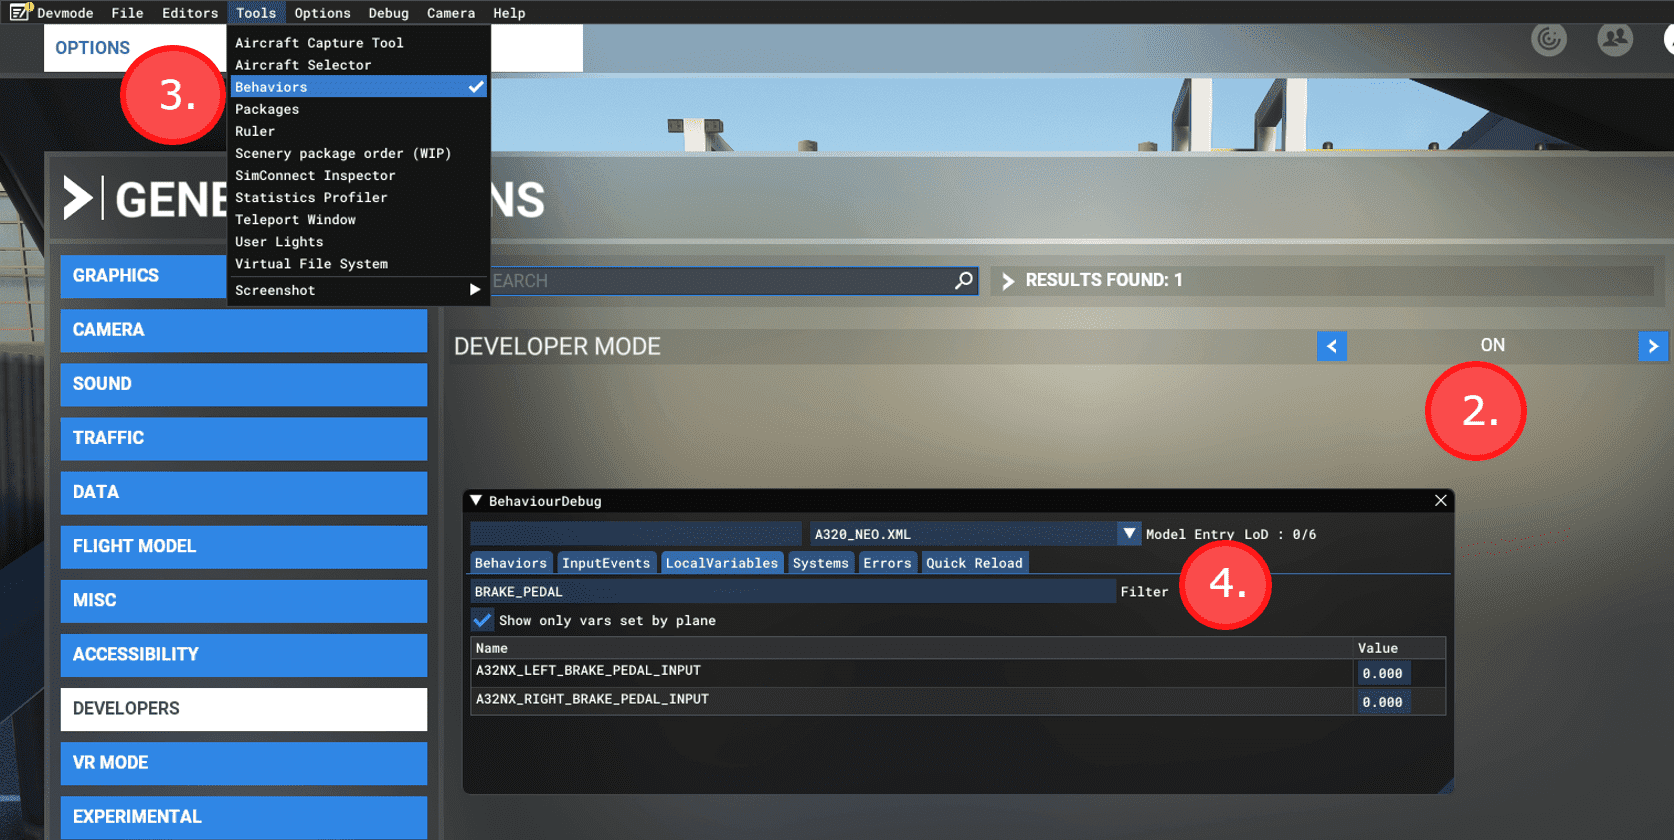 Devmode File Editors Tools Options Debug Camera Help
OPTIONS
Aircraft Capture Tool
Aircraft Selector
3.
Behaviors
Packages
Ruler
Scenery package order (WIP)
SimConnect Inspector
Statistics Profiler
Teleport Window
User Lights
Virtual File System
Screenshot
GENE NS
GRAPHICS
CAMERA
SOUND
TRAFFIC
DATA
FLIGHT MODEL
MISC
ACCESSIBILITY
DEVELOPERS
VR MODE
EXPERIMENTAL
EARCH
RESULTS FOUND: 1
DEVELOPER MODE
ON
2.
BehaviourDebug
A320_NEO.XML Model Entry LoD : 0/6
Behaviors InputEvents LocalVariables Systems Errors Quick Reload
BRAKE_PEDAL Filter
4.
Show only vars set by plane
Name Value
A32NX_LEFT_BRAKE_PEDAL_INPUT 0.000
A32NX_RIGHT_BRAKE_PEDAL_INPUT 0.000